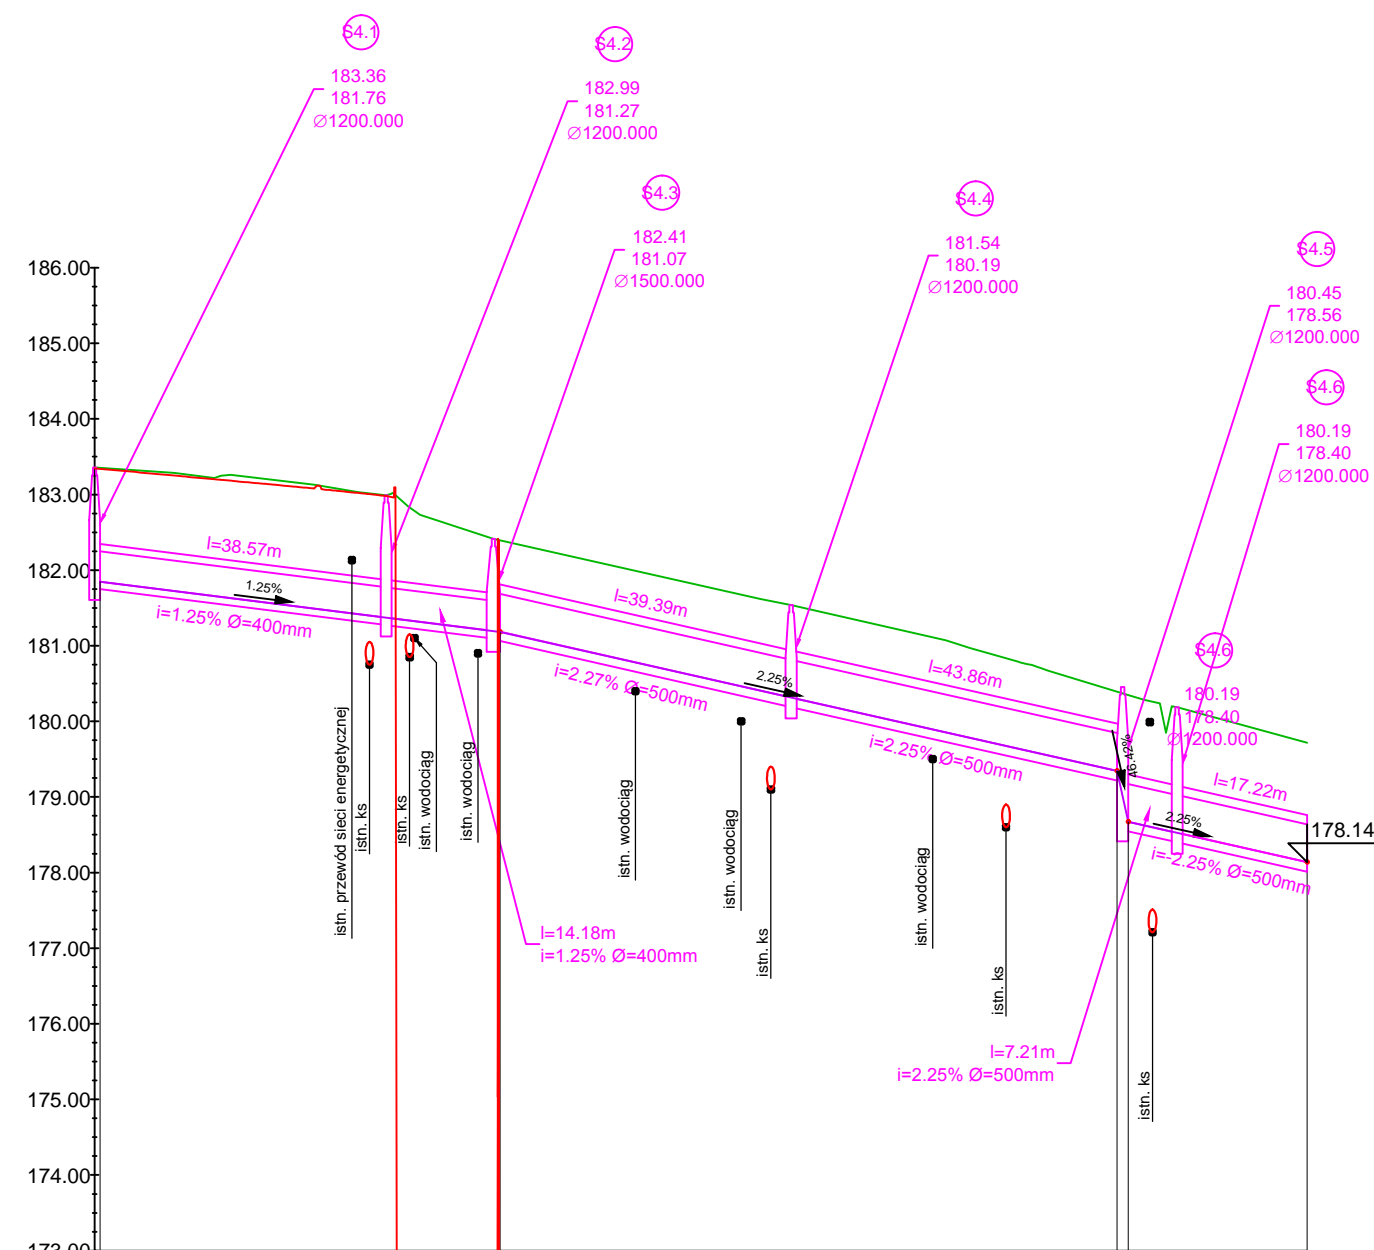 S4.1
183.36
181.76
∅1200.000
S4.2
182.99
181.27
∅1200.000
S4.3
182.41
181.07
∅1500.000
S4.4
181.54
180.19
∅1200.000
S4.5
180.45
178.56
∅1200.000
S4.6
180.19
178.40
∅1200.000
S4.6
180.19
178.40
∅1200.000
186.00
185.00
184.00
183.00
182.00
181.00
180.00
179.00
178.00
177.00
176.00
175.00
174.00
173.00
l=38.57m
1.25%
i=1.25% Ø=400mm
l=39.39m
i=2.27% Ø=500mm
2.25%
l=43.86m
i=2.25% Ø=500mm
46.42%
l=17.22m
2.25%
i=-2.25% Ø=500mm
178.14
l=14.18m
i=1.25% Ø=400mm
l=7.21m
i=2.25% Ø=500mm
istn. przewód sieci energetycznej
istn. ks
istn. ks
istn. wodociąg
istn. wodociąg
istn. wodociąg
istn. wodociąg
istn. ks
istn. wodociąg
istn. ks
istn. ks